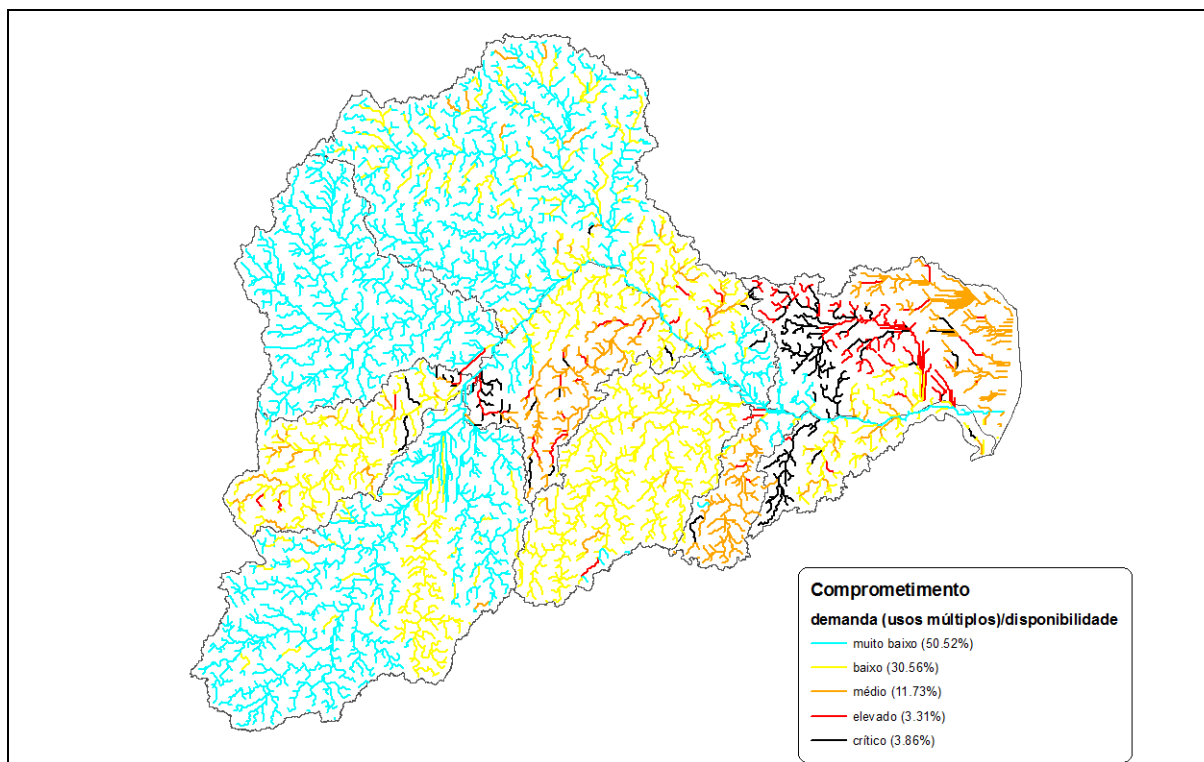 Comprometimento
demanda (usos múltiplos)/disponibilidade
muito baixo (50.52%)
baixo (30.56%)
médio (11.73%)
elevado (3.31%)
crítico (3.86%)